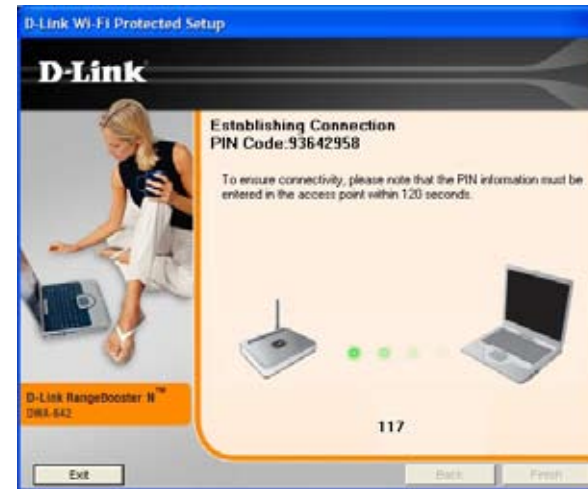 D-Link Wi-Fi Protected Setup
D-Link
Establishing Connection
PIN Code:93642958
To ensure connectivity, please note that the PIN information must be
entered in the access point within 120 seconds.
117
D-Link RangeBooster N™
DWA-642
Exit
Back
Finish